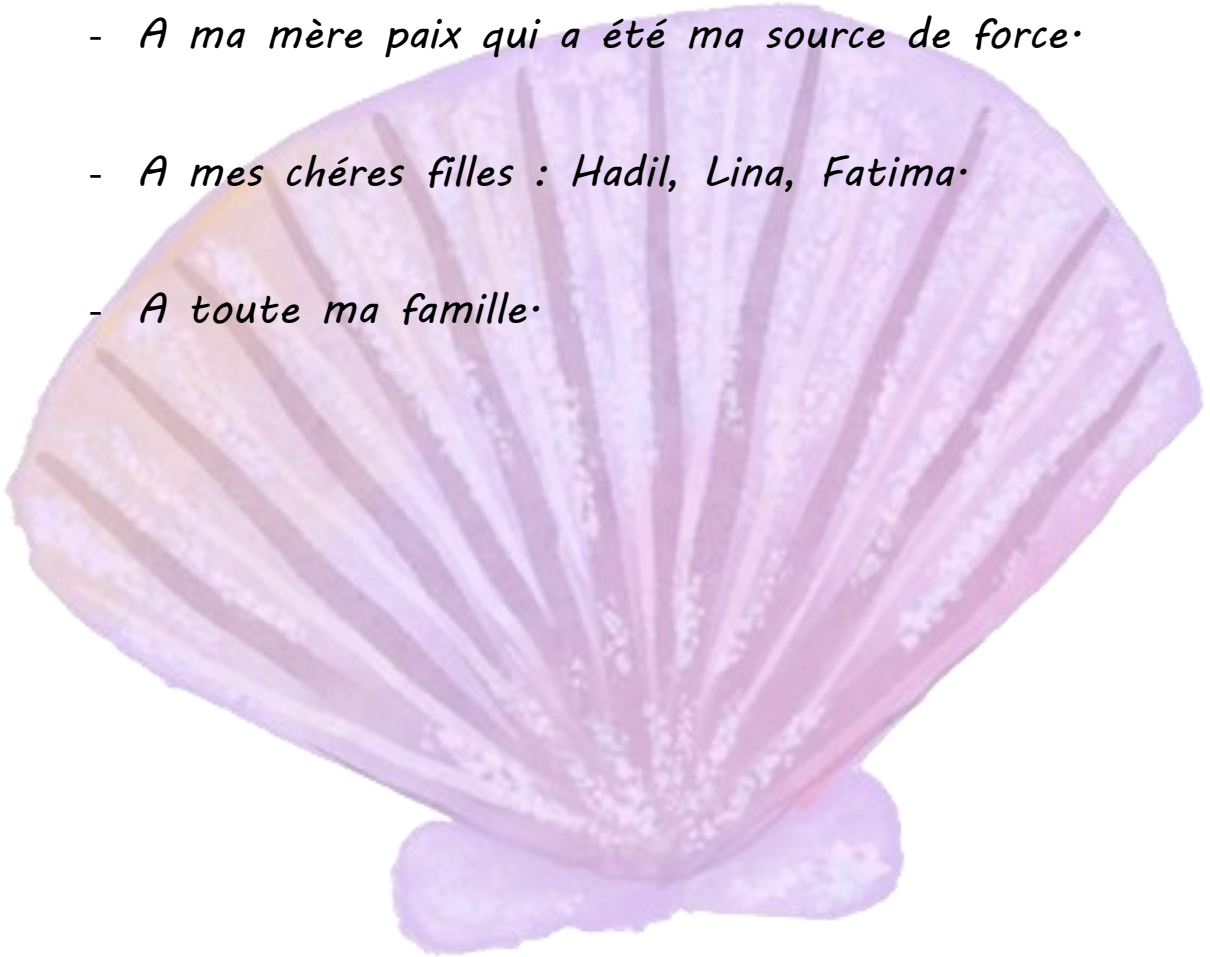 - A ma mère paix qui a été ma source de force.
- A mes chéres filles : Hadil, Lina, Fatima.
- A toute ma famille.